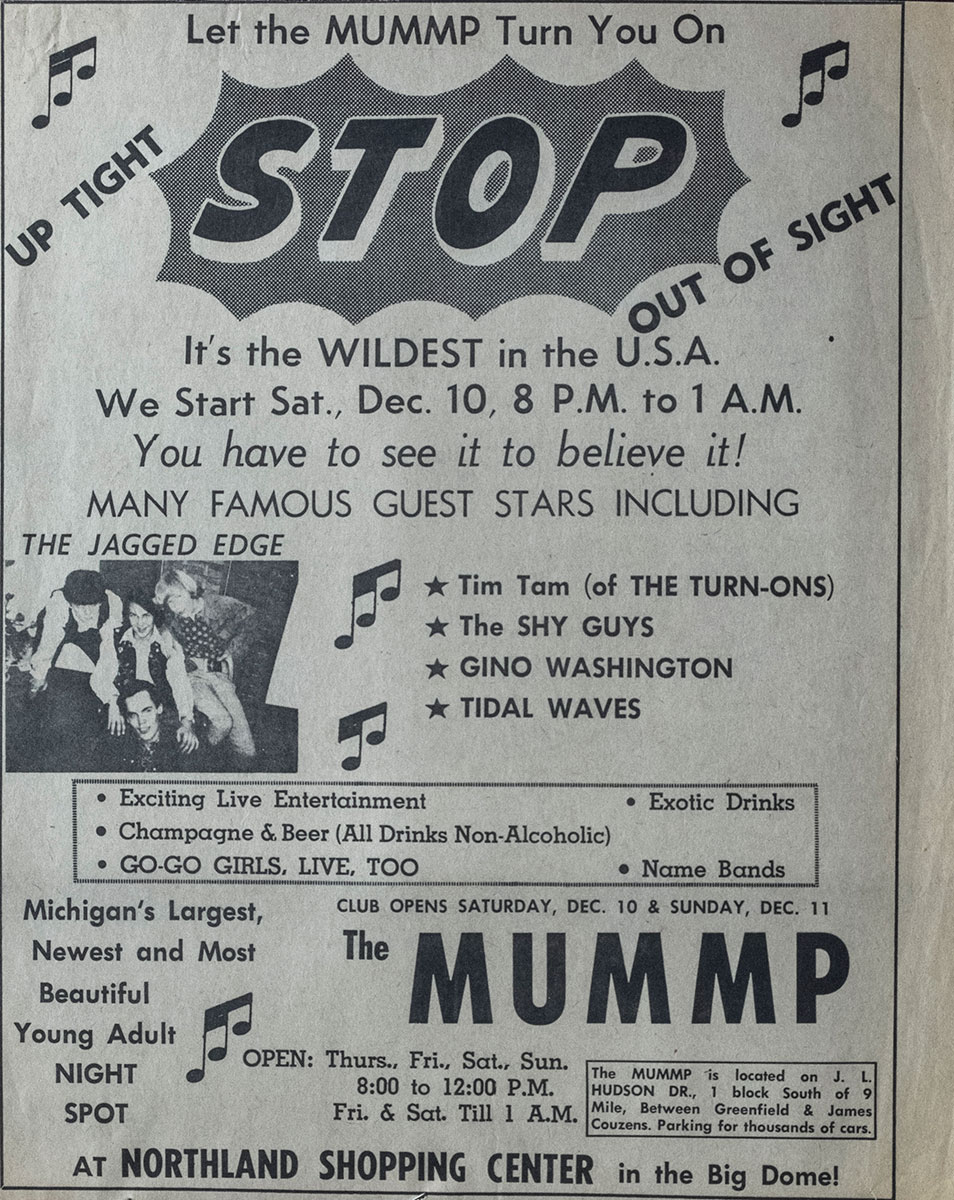 Let the MUMMP Turn You On
UP TIGHT
STOP
OUT OF SIGHT
It's the WILDEST in the U.S.A.
We Start Sat., Dec. 10, 8 P.M. to 1 A.M.
You have to see it to believe it!
MANY FAMOUS GUEST STARS INCLUDING
THE JAGGED EDGE
★ Tim Tam (of THE TURN-ONS)
★ The SHY GUYS
★ GINO WASHINGTON
★ TIDAL WAVES
• Exciting Live Entertainment
• Exotic Drinks
• Champagne & Beer (All Drinks Non-Alcoholic)
• GO-GO GIRLS, LIVE, TOO
• Name Bands
Michigan's Largest,
Newest and Most
Beautiful
Young Adult
NIGHT
SPOT
CLUB OPENS SATURDAY, DEC. 10 & SUNDAY, DEC. 11
The MUMMP
OPEN: Thurs., Fri., Sat., Sun.
8:00 to 12:00 P.M.
Fri. & Sat. Till 1 A.M.
The MUMMP is located on J. L.
HUDSON DR., 1 block South of 9
Mile, Between Greenfield & James
Couzens. Parking for thousands of cars.
AT NORTHLAND SHOPPING CENTER in the Big Dome!